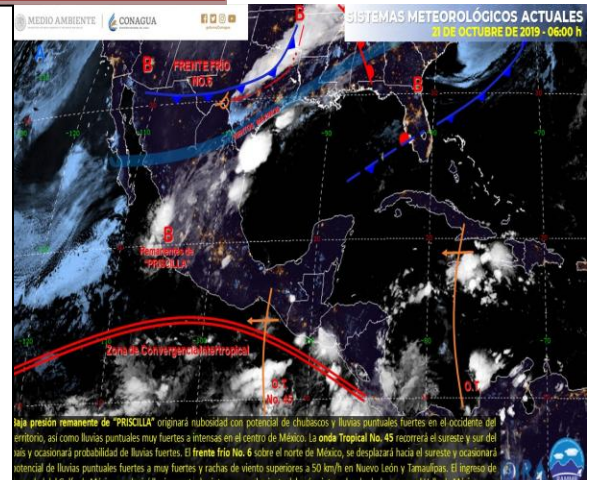 MEDIO AMBIENTE
CONAGUA
SISTEMAS METEOROLÓGICOS ACTUALES
21 DE OCTUBRE DE 2019 - 06:00 h
B
B
FRENTE FRÍO
NO.6
B
B
Remanentes de
"PRISCILLA"
Zona de Convergencia Intertropical
O.T.
No. 45
O.T.
Baja presión remanente de "PRISCILLA" originará nubosidad con potencial de chubascos y lluvias puntuales fuertes en el occidente del
territorio, así como lluvias puntuales muy fuertes a intensas en el centro de México. La onda Tropical No. 45 recorrerá el sureste y sur del
país y ocasionará probabilidad de lluvias fuertes. El frente frío No. 6 sobre el norte de México, se desplazará hacia el sureste y ocasionará
potencial de lluvias puntuales fuertes a muy fuertes y rachas de viento superiores a 50 km/h en Nuevo León y Tamaulipas. El ingreso de